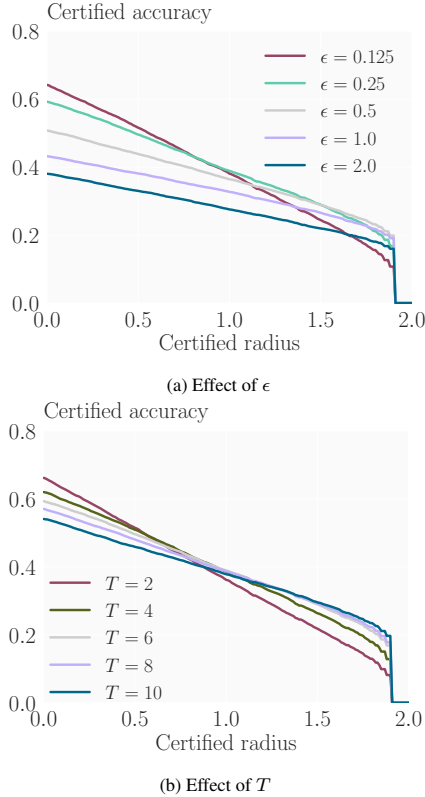 Certified accuracy
0.8
0.6
0.4
0.2
0.0
ϵ = 0.125
ϵ = 0.25
ϵ = 0.5
ϵ = 1.0
ϵ = 2.0
0.0 0.5 1.0 1.5 2.0
Certified radius
(a) Effect of ϵ
Certified accuracy
0.8
0.6
0.4
0.2
0.0
T = 2
T = 4
T = 6
T = 8
T = 10
0.0 0.5 1.0 1.5 2.0
Certified radius
(b) Effect of T